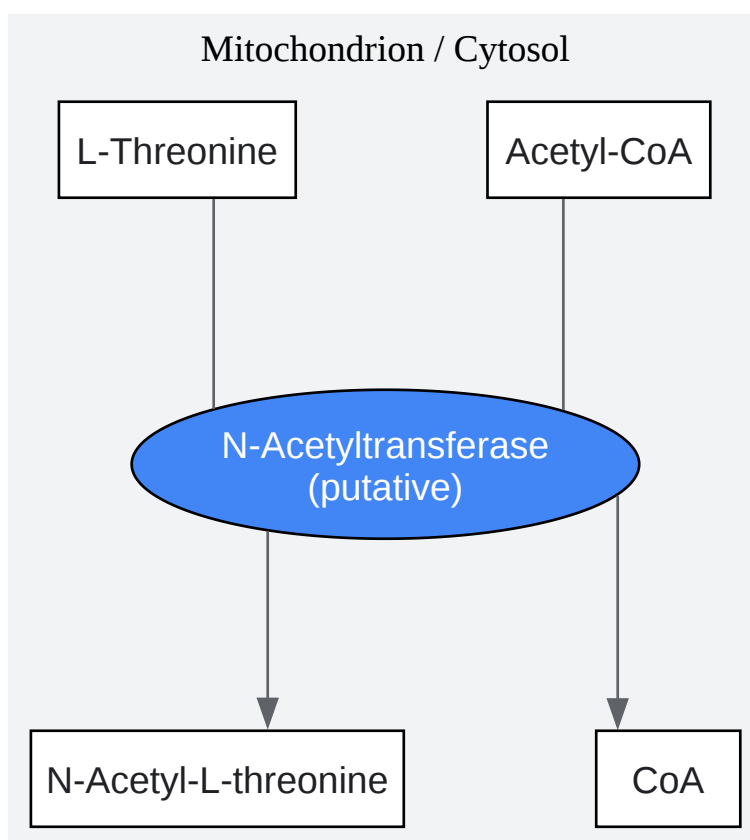 Mitochondrion / Cytosol
L-Threonine
Acetyl-CoA
N-Acetyltransferase
(putative)
N-Acetyl-L-threonine
CoA